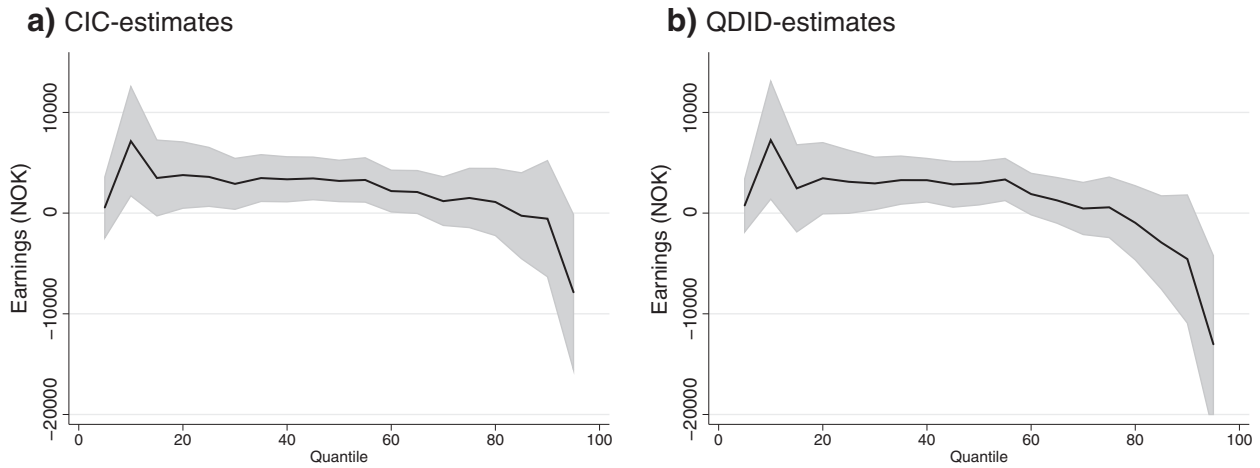 a) CIC-estimates
Earnings (NOK)
10000
0
−10000
−20000
0 20 40 60 80 100
Quantile
b) QDID-estimates
Earnings (NOK)
10000
0
−10000
−20000
0 20 40 60 80 100
Quantile